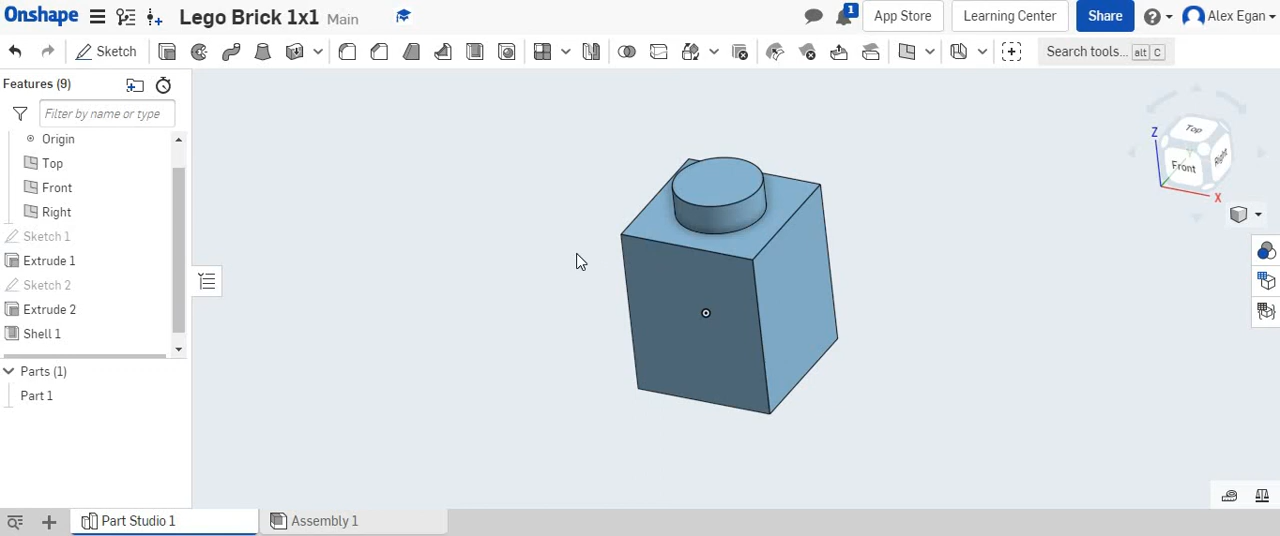 Onshape Lego Brick 1x1 Main 1 App Store Learning Center Share Alex Egan
Sketch Search tools... alt C
Features (9)
Filter by name or type
Origin
Top
Front
Right
Sketch 1
Extrude 1
Sketch 2
Extrude 2
Shell 1
Parts (1)
Part 1
Z
Top
Front
Right
X
Part Studio 1 Assembly 1